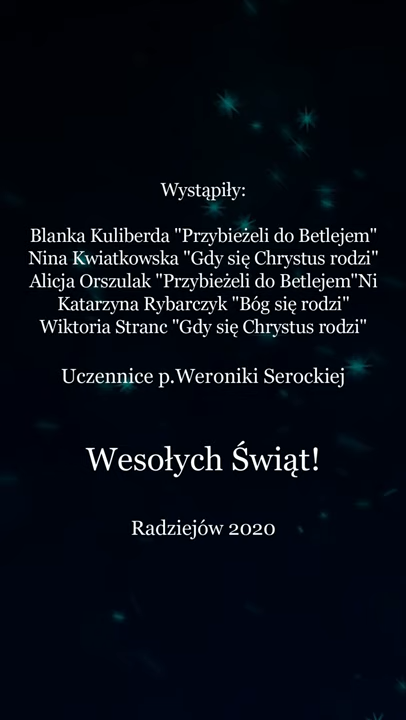 Wystąpiły:
Blanka Kuliberda "Przybieżeli do Betlejem"
Nina Kwiatkowska "Gdy się Chrystus rodzi"
Alicja Orszulak "Przybieżeli do Betlejem"Ni
Katarzyna Rybarczyk "Bóg się rodzi"
Wiktoria Stranc "Gdy się Chrystus rodzi"
Uczennice p.Weroniki Serockiej
Wesołych Świąt!
Radziejów 2020